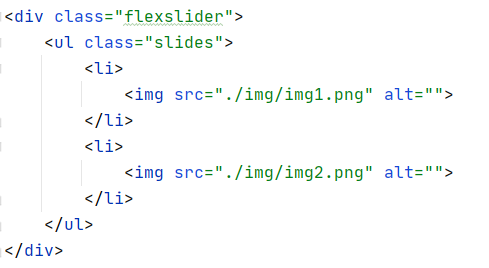 <div class="flexslider">
    <ul class="slides">
        <li>
            <img src="./img/img1.png" alt="">
        </li>
        <li>
            <img src="./img/img2.png" alt="">
        </li>
    </ul>
</div>